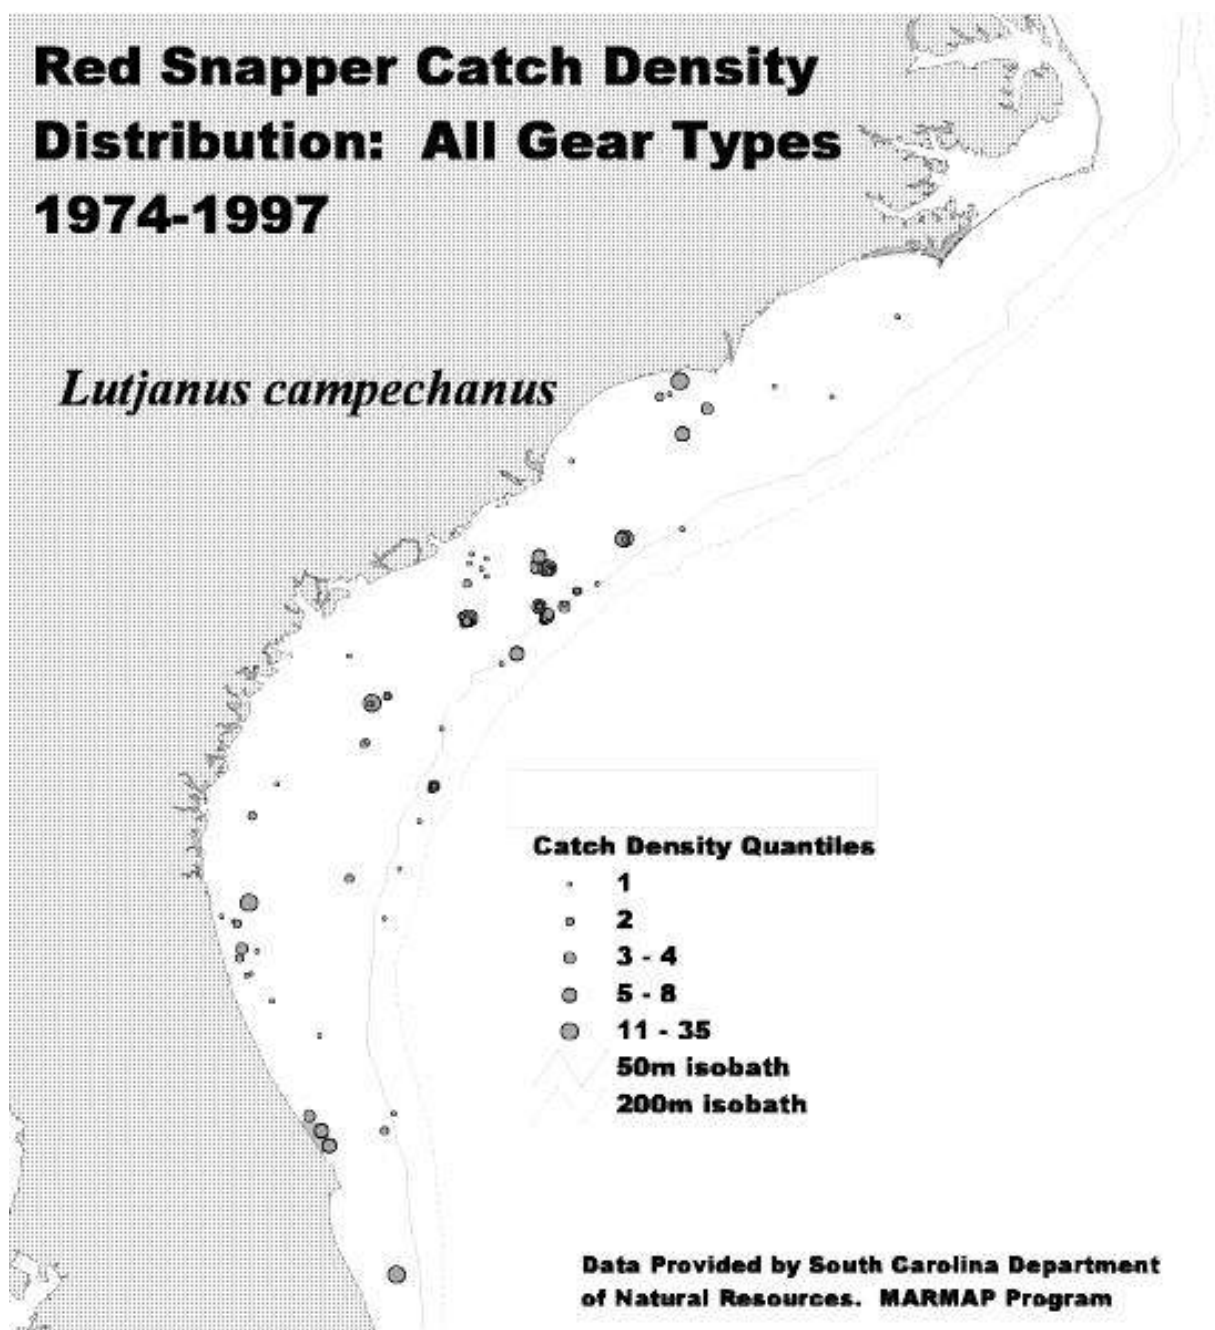 Red Snapper Catch Density
Distribution: All Gear Types
1974-1997
Lutjanus campechanus
Catch Density Quantiles
1
2
3 - 4
5 - 8
11 - 35
50m isobath
200m isobath
Data Provided by South Carolina Department
of Natural Resources. MARMAP Program